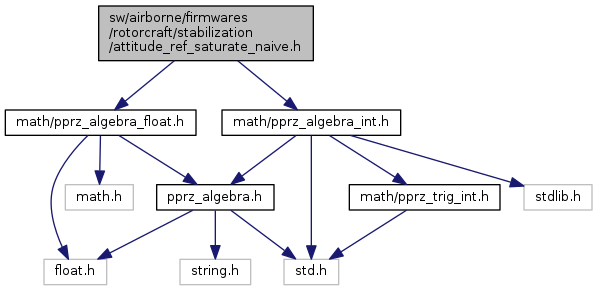 sw/airborne/firmwares
/rotorcraft/stabilization
/attitude_ref_saturate_naive.h
math/pprz_algebra_float.h
math/pprz_algebra_int.h
math.h
pprz_algebra.h
math/pprz_trig_int.h
stdlib.h
float.h
string.h
std.h